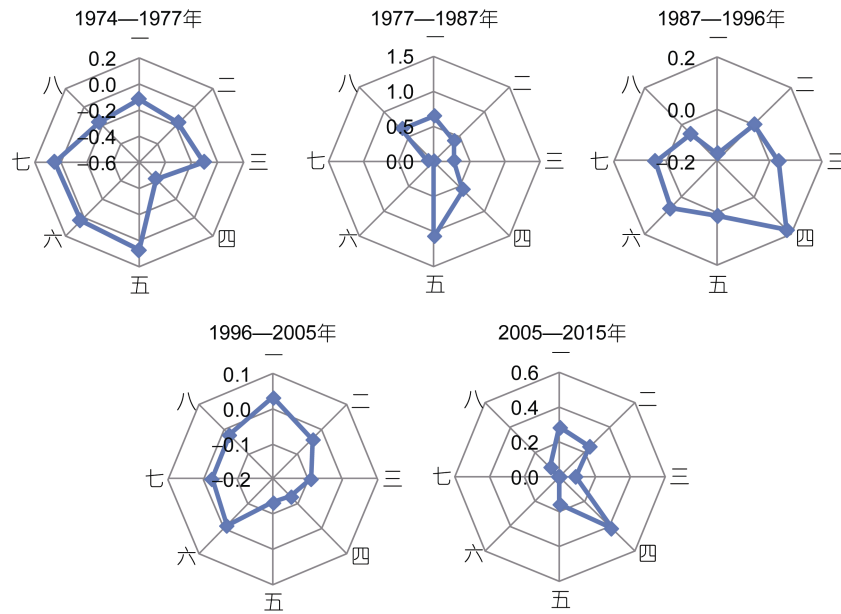 1974—1977年
一
0.2
八
0.0
二
−0.2
−0.4
七
−0.6
三
六
四
五
1977—1987年
一
1.5
八
1.0
二
0.5
七
0.0
三
六
四
五
1987—1996年
一
0.2
八
二
0.0
七
−0.2
三
六
四
五
1996—2005年
一
0.1
八
0.0
二
−0.1
七
−0.2
三
六
四
五
2005—2015年
一
0.6
八
0.4
二
0.2
七
0.0
三
六
四
五